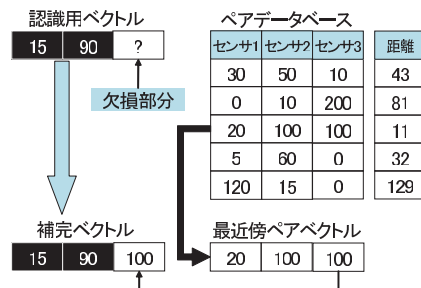 認識用ベクトル
15 90 ?
欠損部分
ペアデータベース
センサ1 センサ2 センサ3 距離
30 50 10 43
0 10 200 81
20 100 100 11
5 60 0 32
120 15 0 129
補完ベクトル
15 90 100
最近傍ペアベクトル
20 100 100